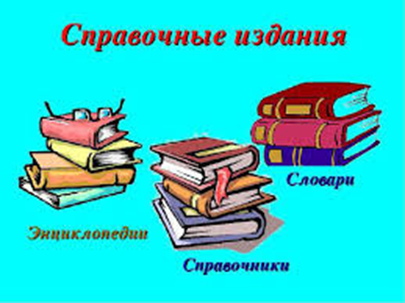 Справочные издания
Словари
Энциклопедии
Справочники